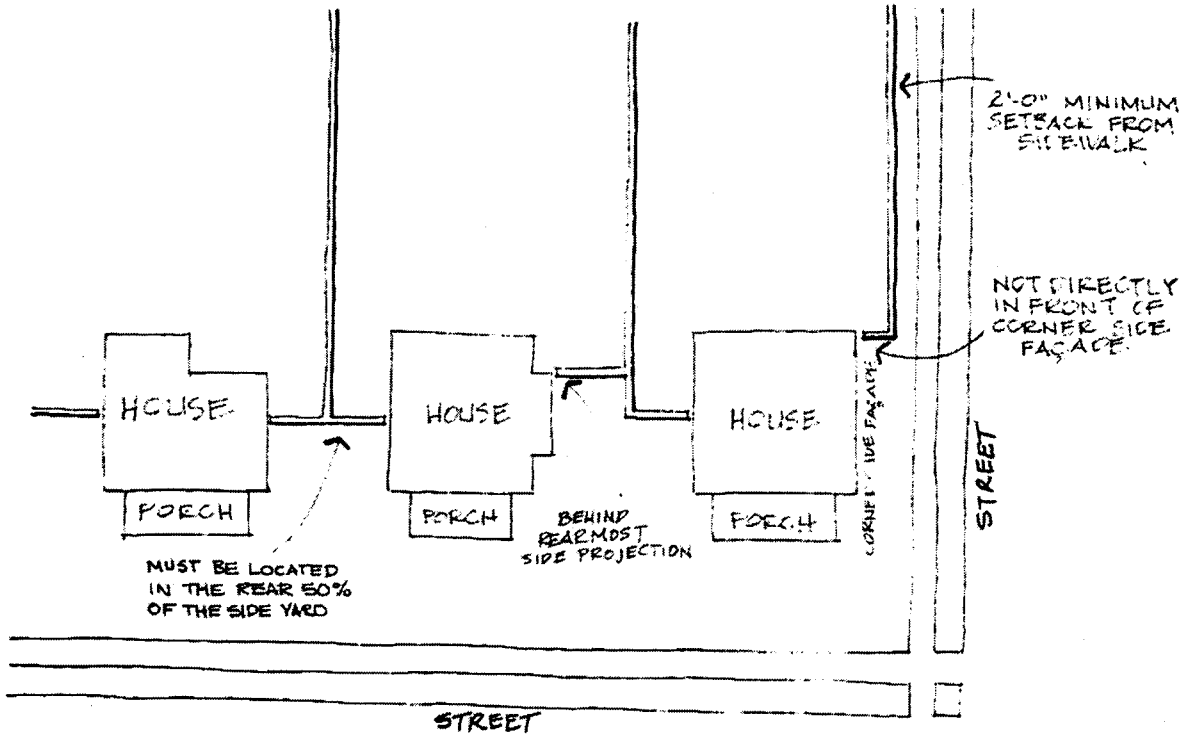 2'-0" MINIMUM
SETBACK FROM
SIDEWALK
NOT DIRECTLY
IN FRONT OF
CORNER SIDE
FAÇADE
HOUSE
HOUSE
HOUSE
CORNER SIDE FAÇADE
STREET
PORCH
PORCH
PORCH
BEHIND
REARMOST
SIDE PROJECTION
MUST BE LOCATED
IN THE REAR 50%
OF THE SIDE YARD
STREET